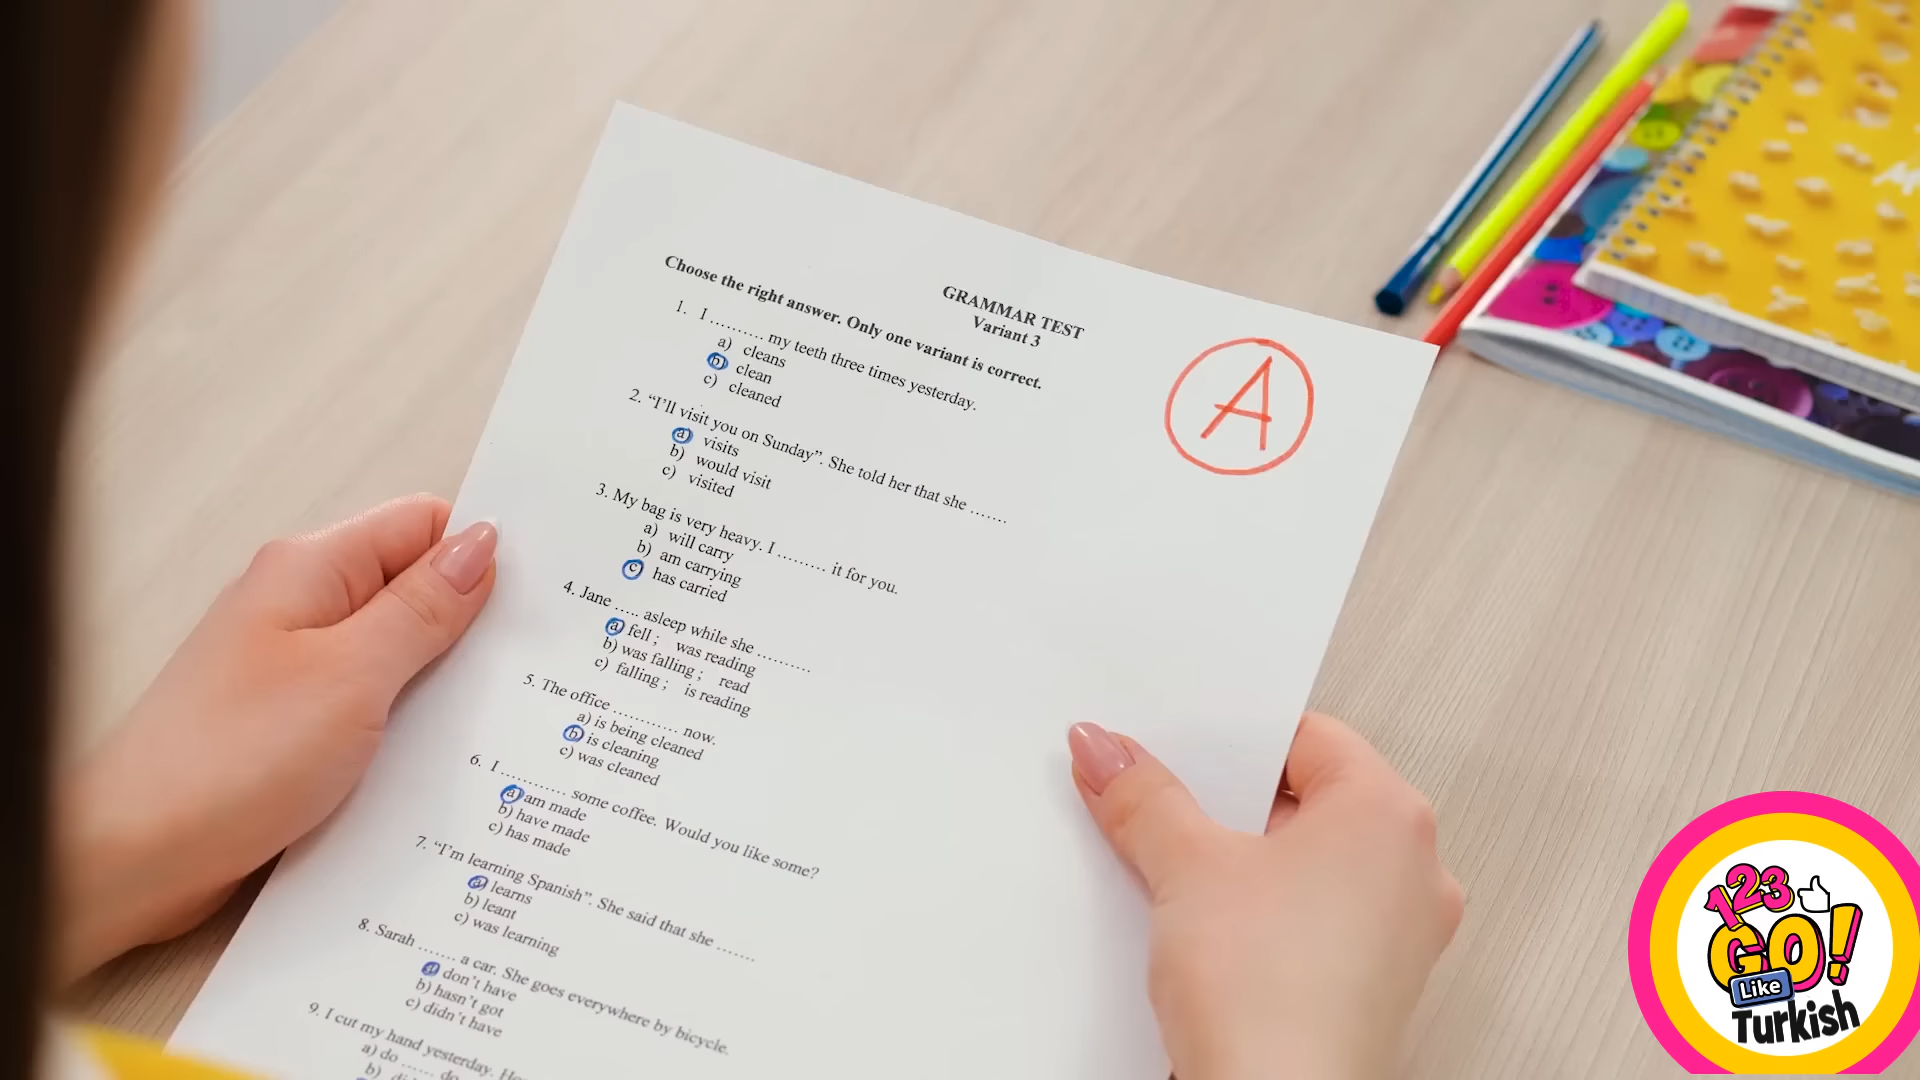 GRAMMAR TEST
Variant 3
Choose the right answer. Only one variant is correct.
1. I .......... my teeth three times yesterday.
a) cleans
b) clean
c) cleaned
2. “I’ll visit you on Sunday”. She told her that she .......
a) visits
b) would visit
c) visited
3. My bag is very heavy. I ......... it for you.
a) will carry
b) am carrying
c) has carried
4. Jane ..... asleep while she ..........
a) fell ; was reading
b) was falling ; read
c) falling ; is reading
5. The office ............ now.
a) is being cleaned
b) is cleaning
c) was cleaned
6. I ............ some coffee. Would you like some?
a) am made
b) have made
c) has made
7. “I’m learning Spanish”. She said that she .......
a) learns
b) leant
c) was learning
8. Sarah ....... a car. She goes everywhere by bicycle.
a) don’t have
b) hasn’t got
c) didn’t have
9. I cut my hand yesterday.
a) do ...... do
b)
A
123
GO!
Like
Turkish